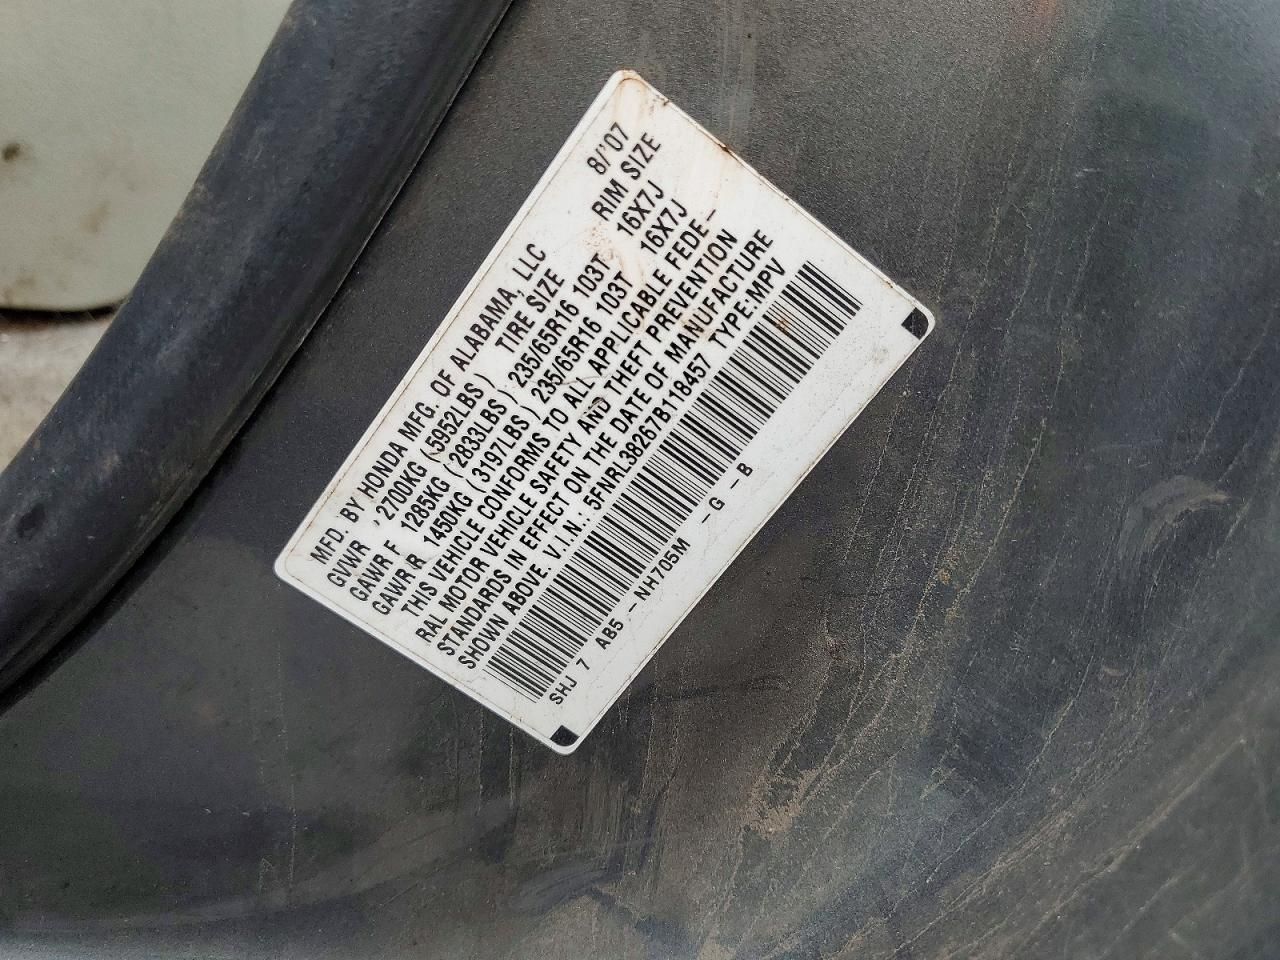 MFD. BY HONDA MFG. OF ALABAMA, LLC 8/'07
GVWR , 2700KG (5952LBS) TIRE SIZE RIM SIZE
GAWR F 1285KG (2833LBS) 235/65R16 103T 16X7J
GAWR R 1450KG (3197LBS) 235/65R16 103T 16X7J
THIS VEHICLE CONFORMS TO ALL APPLICABLE FEDE-
RAL MOTOR VEHICLE SAFETY AND THEFT PREVENTION
STANDARDS IN EFFECT ON THE DATE OF MANUFACTURE
SHOWN ABOVE. V.I.N.: 5FNRL38267B118457 TYPE:MPV
SHJ 7 AB5 - NH705M - G - B